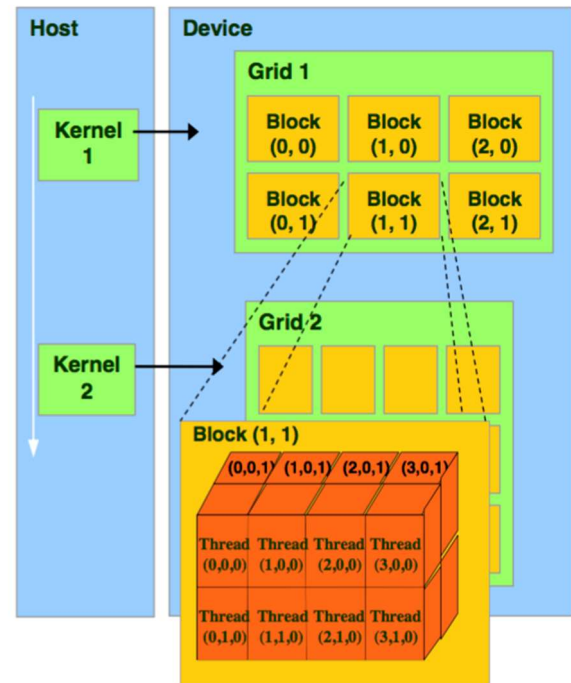 Host
Device
Grid 1
Kernel
1
Block
(0, 0)
Block
(1, 0)
Block
(2, 0)
Block
(0, 1)
Block
(1, 1)
Block
(2, 1)
Grid 2
Kernel
2
Block (1, 1)
(0,0,1) (1,0,1) (2,0,1) (3,0,1)
Thread Thread Thread Thread
(0,0,0) (1,0,0) (2,0,0) (3,0,0)
Thread Thread Thread Thread
(0,1,0) (1,1,0) (2,1,0) (3,1,0)